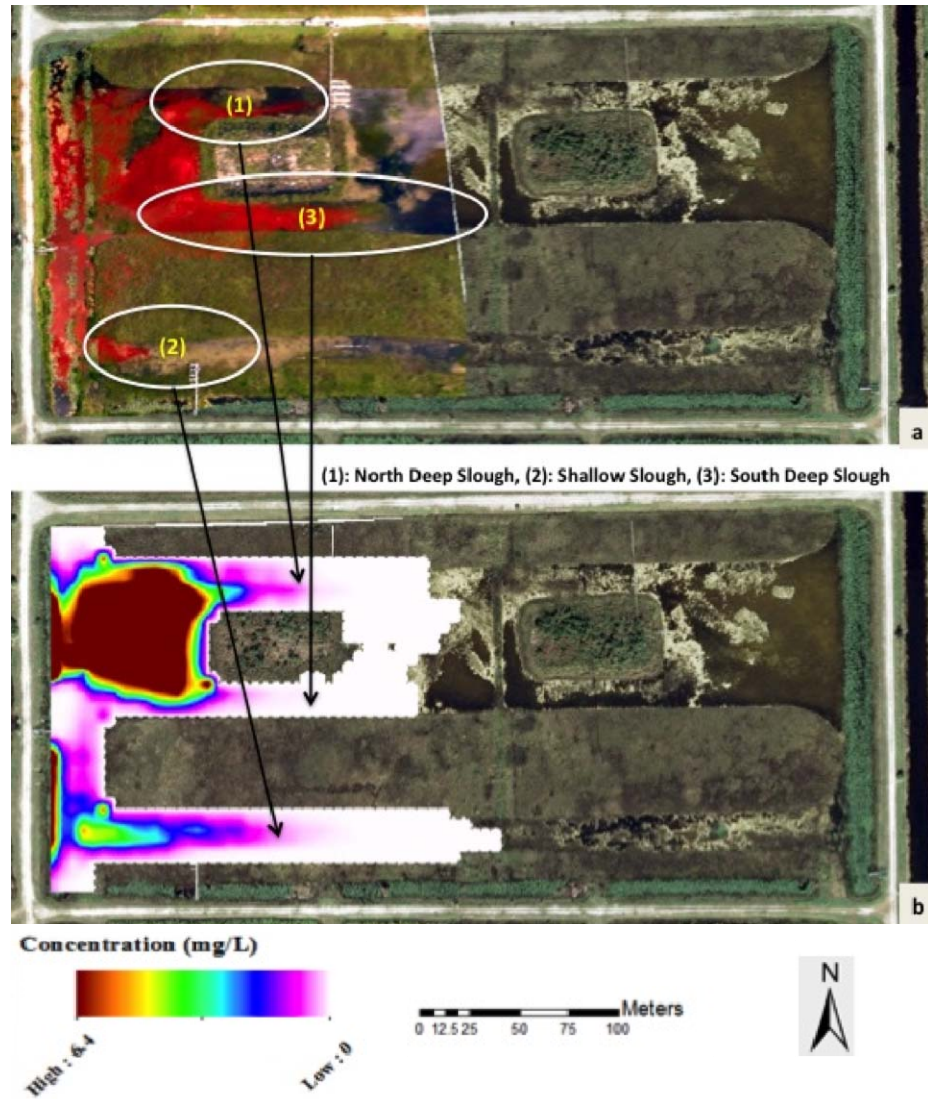 (1)
(3)
(2)
a
(1): North Deep Slough, (2): Shallow Slough, (3): South Deep Slough
b
Concentration (mg/L)
High : 6.4
Low : 0
0 12.5 25 50 75 100 Meters
N